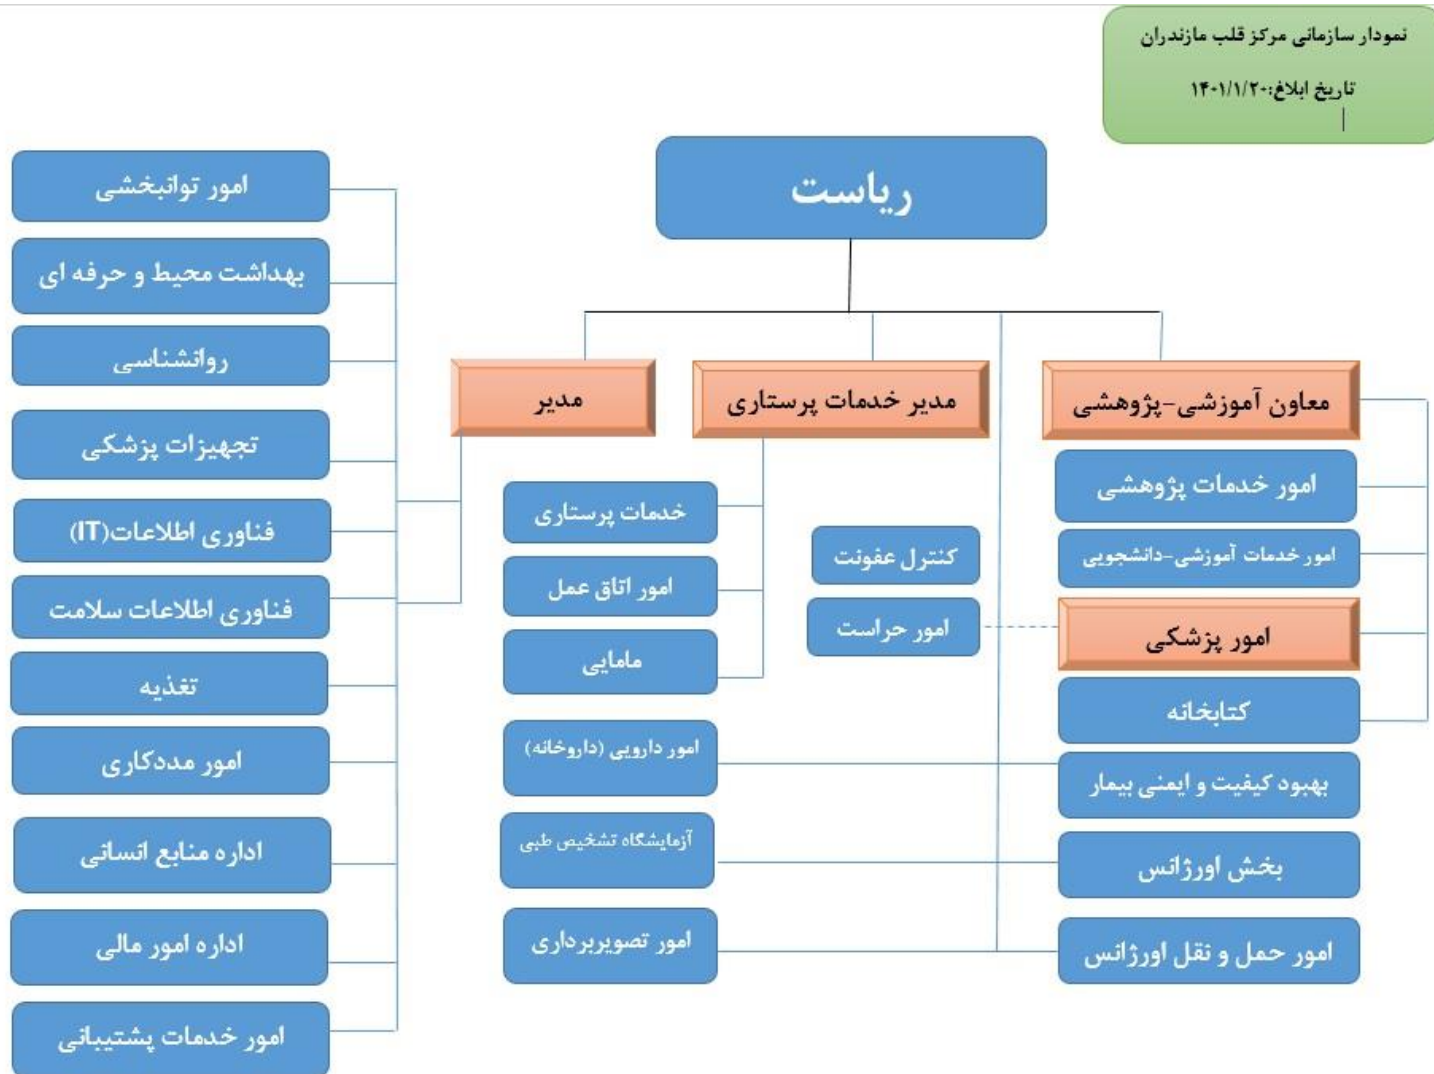 نمودار سازمانی مرکز قلب مازندران
تاریخ ابلاغ:۱۴۰۱/۱/۲۰
ریاست
معاون آموزشی-پژوهشی
مدیر خدمات پرستاری
مدیر
امور خدمات پژوهشی
امور خدمات آموزشی-دانشجویی
امور پزشکی
کتابخانه
بهبود کیفیت و ایمنی بیمار
بخش اورژانس
امور حمل و نقل اورژانس
کنترل عفونت
امور حراست
خدمات پرستاری
امور اتاق عمل
مامایی
امور دارویی (داروخانه)
آزمایشگاه تشخیص طبی
امور تصویربرداری
امور توانبخشی
بهداشت محیط و حرفه ای
روانشناسی
تجهیزات پزشکی
فناوری اطلاعات(IT)
فناوری اطلاعات سلامت
تغذیه
امور مددکاری
اداره منابع انسانی
اداره امور مالی
امور خدمات پشتیبانی